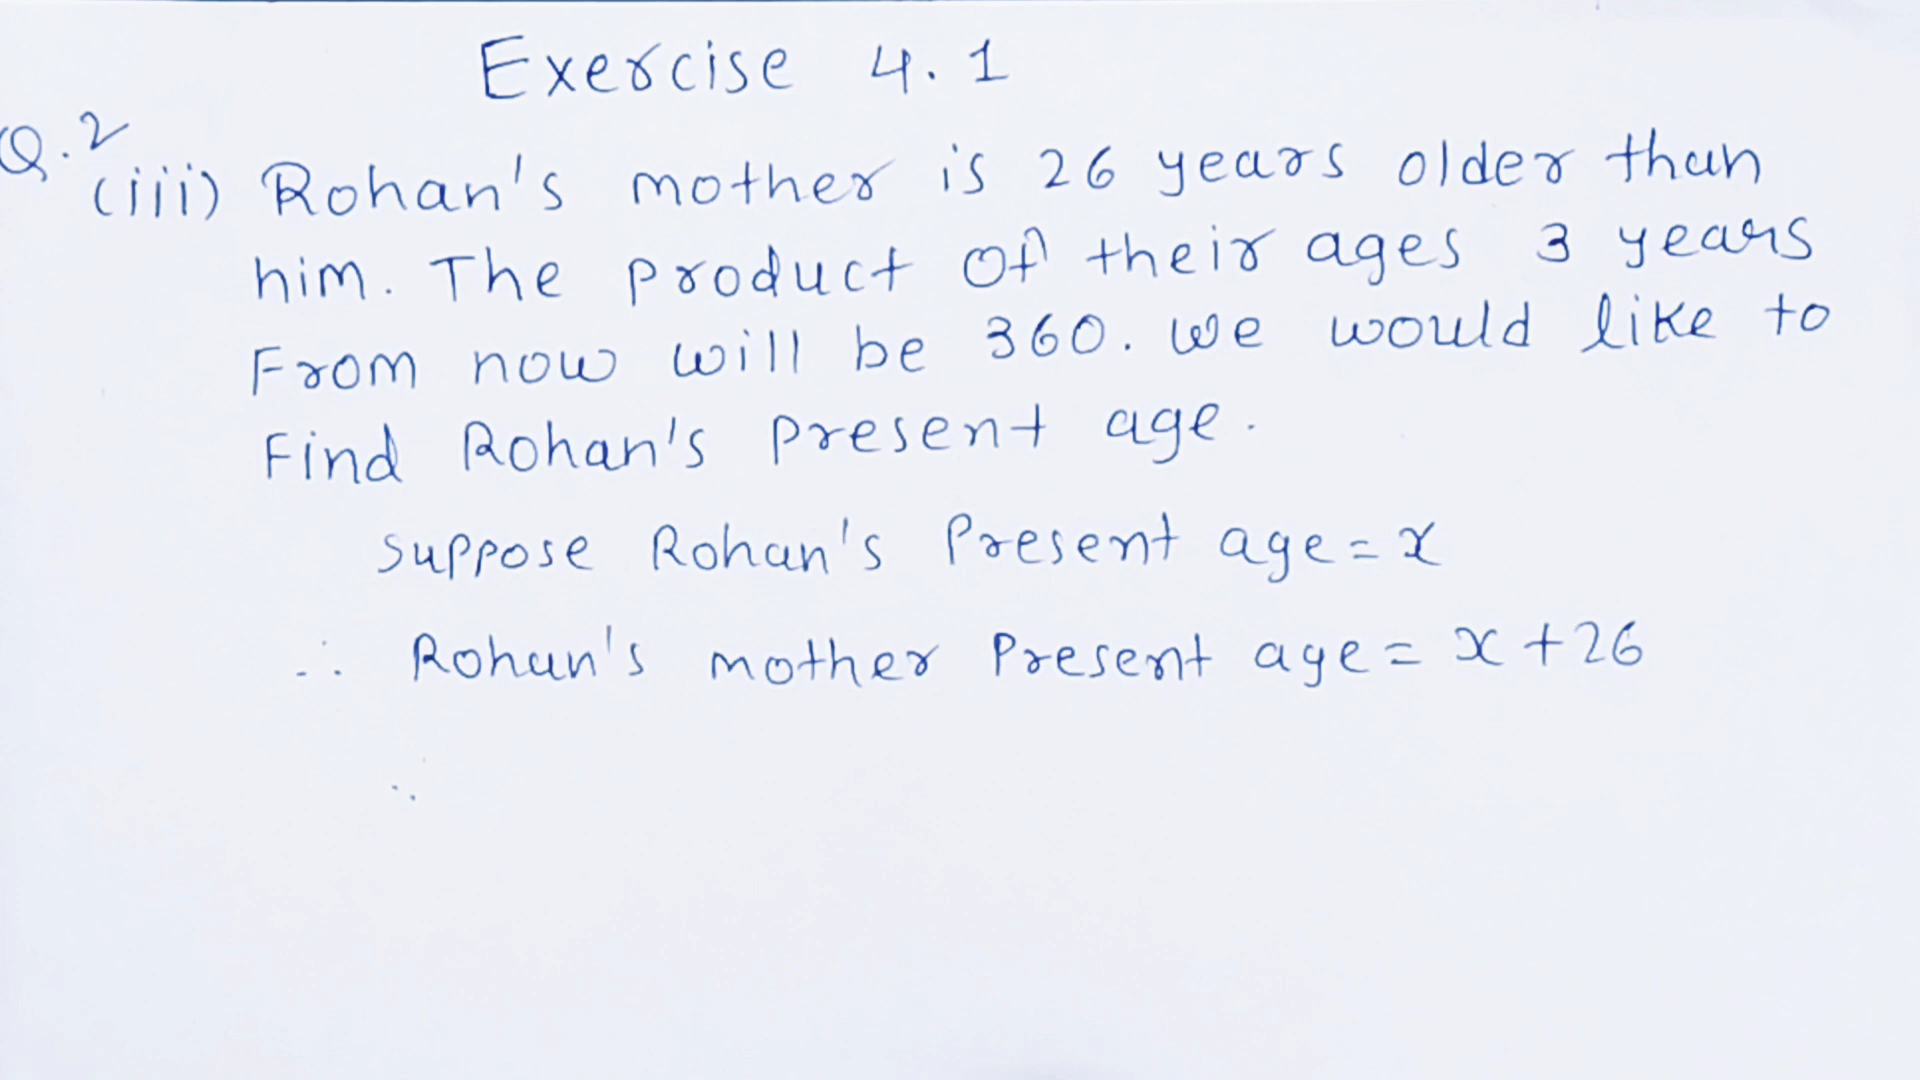 Exercise 4.1
Q.2
(iii) Rohan's mother is 26 years older than
him. The product of their ages 3 years
From now will be 360. we would like to
Find Rohan's Present age.
suppose Rohan's Present age = x
∴ Rohan's mother Present age = x + 26